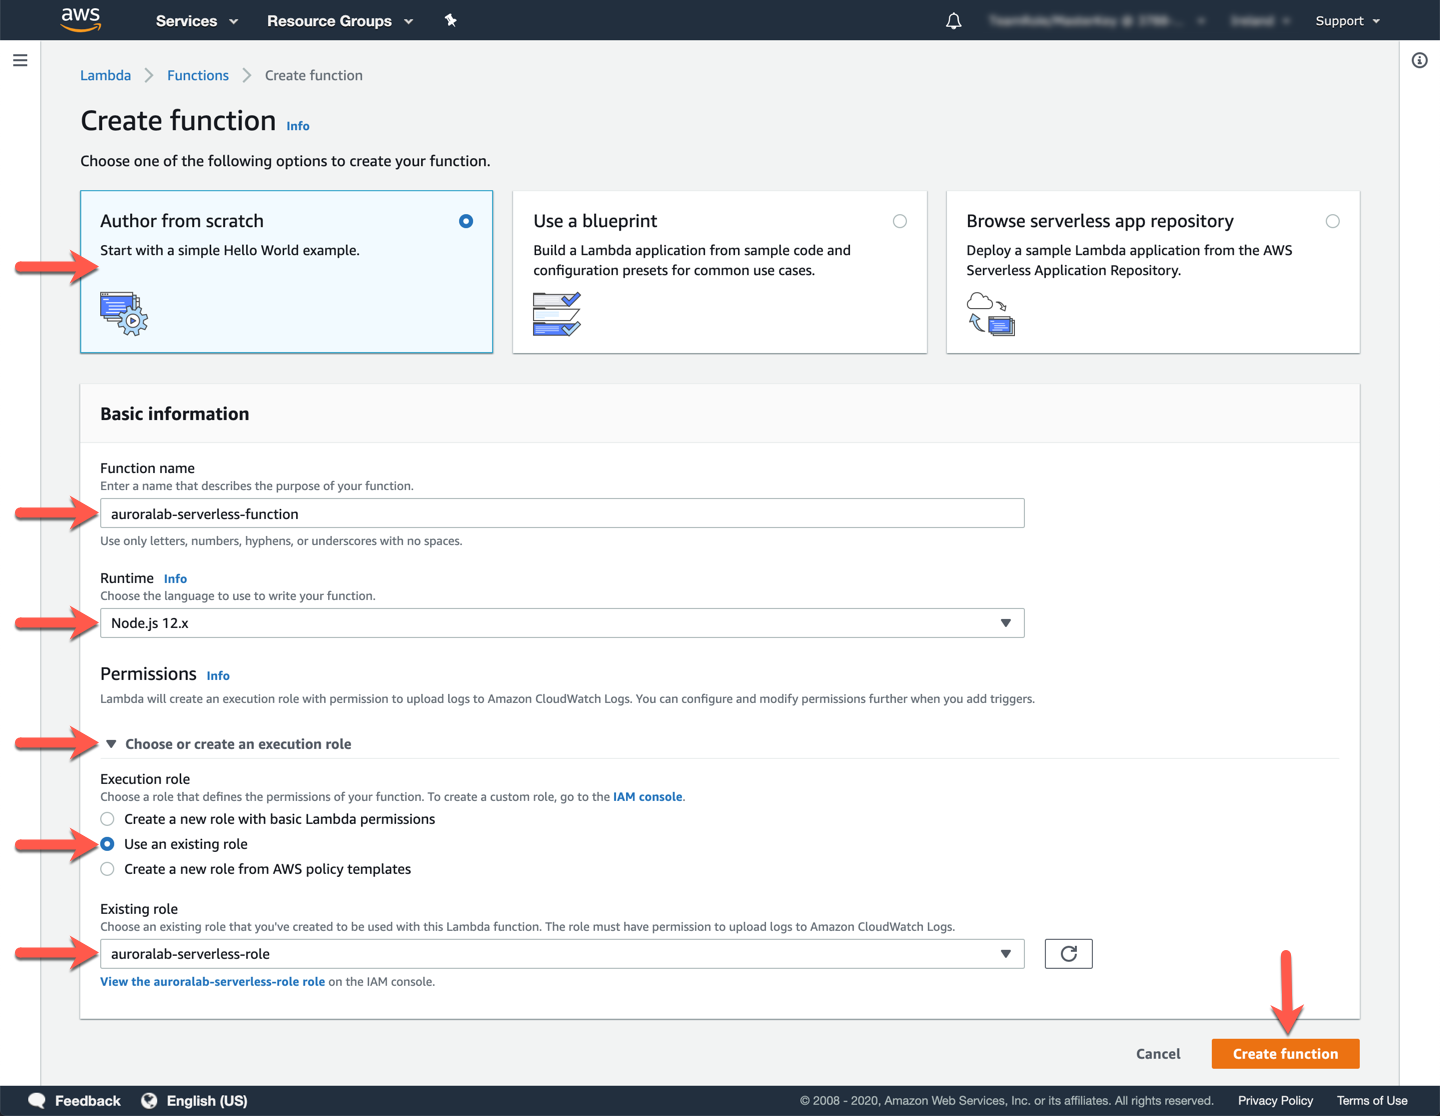 aws Services Resource Groups Support
Lambda Functions Create function
Create function Info
Choose one of the following options to create your function.
Author from scratch
Start with a simple Hello World example.
Use a blueprint
Build a Lambda application from sample code and
configuration presets for common use cases.
Browse serverless app repository
Deploy a sample Lambda application from the AWS
Serverless Application Repository.
Basic information
Function name
Enter a name that describes the purpose of your function.
auroralab-serverless-function
Use only letters, numbers, hyphens, or underscores with no spaces.
Runtime Info
Choose the language to use to write your function.
Node.js 12.x
Permissions Info
Lambda will create an execution role with permission to upload logs to Amazon CloudWatch Logs. You can configure and modify permissions further when you add triggers.
Choose or create an execution role
Execution role
Choose a role that defines the permissions of your function. To create a custom role, go to the IAM console.
Create a new role with basic Lambda permissions
Use an existing role
Create a new role from AWS policy templates
Existing role
Choose an existing role that you've created to be used with this Lambda function. The role must have permission to upload logs to Amazon CloudWatch Logs.
auroralab-serverless-role
View the auroralab-serverless-role role on the IAM console.
Cancel Create function
Feedback English (US) © 2008 - 2020, Amazon Web Services, Inc. or its affiliates. All rights reserved. Privacy Policy Terms of Use